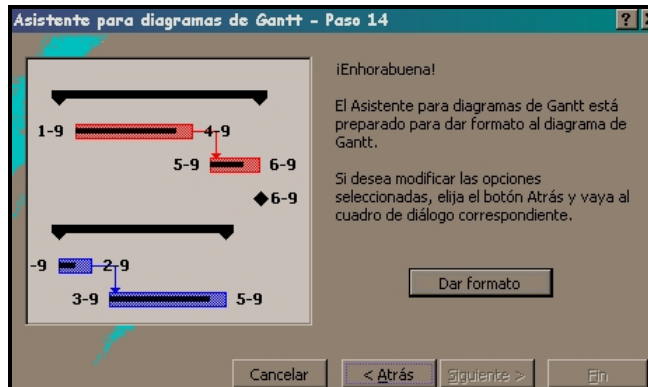 Asistente para diagramas de Gantt - Paso 14
¡Enhorabuena!
El Asistente para diagramas de Gantt está
preparado para dar formato al diagrama de
Gantt.
Si desea modificar las opciones
seleccionadas, elija el botón Atrás y vaya al
cuadro de diálogo correspondiente.
Dar formato
1-9 4-9
5-9 6-9
6-9
-9 2-9
3-9 5-9
Cancelar < Atrás Siguiente > Fin